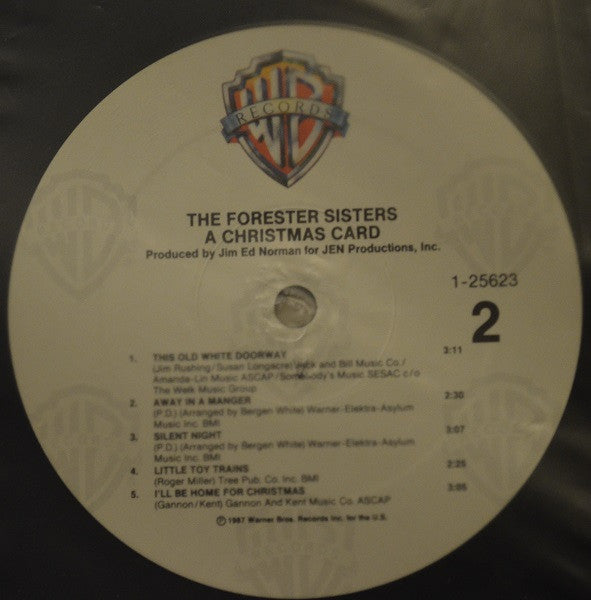 WB
RECORDS
THE FORESTER SISTERS
A CHRISTMAS CARD
Produced by Jim Ed Norman for JEN Productions, Inc.
1-25623
2
1. THIS OLD WHITE DOORWAY 3:11
(Jim Rushing/Susan Longacre) Jack and Bill Music Co./
Amanda-Lin Music ASCAP/Somebody's Music SESAC c/o
The Welk Music Group
2. AWAY IN A MANGER 2:30
(P.D.) (Arranged by Bergen White) Warner-Elektra-Asylum
Music Inc. BMI
3. SILENT NIGHT 3:07
(P.D.) (Arranged by Bergen White) Warner-Elektra-Asylum
Music Inc. BMI
4. LITTLE TOY TRAINS 2:25
(Roger Miller) Tree Pub. Co. Inc. BMI
5. I'LL BE HOME FOR CHRISTMAS 3:05
(Gannon/Kent) Gannon And Kent Music Co. ASCAP
℗1987 Warner Bros. Records Inc. for the U.S.